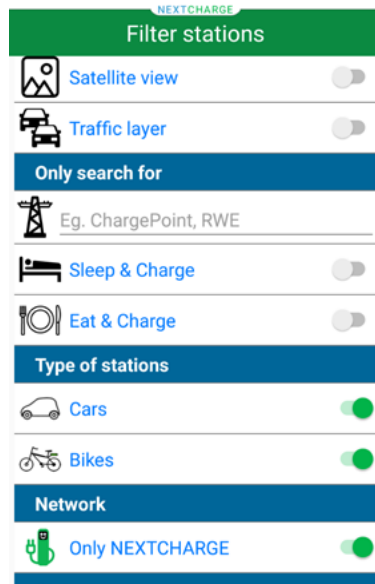 NEXTCHARGE
Filter stations
Satellite view
Traffic layer
Only search for
Eg. ChargePoint, RWE
Sleep & Charge
Eat & Charge
Type of stations
Cars
Bikes
Network
Only NEXTCHARGE